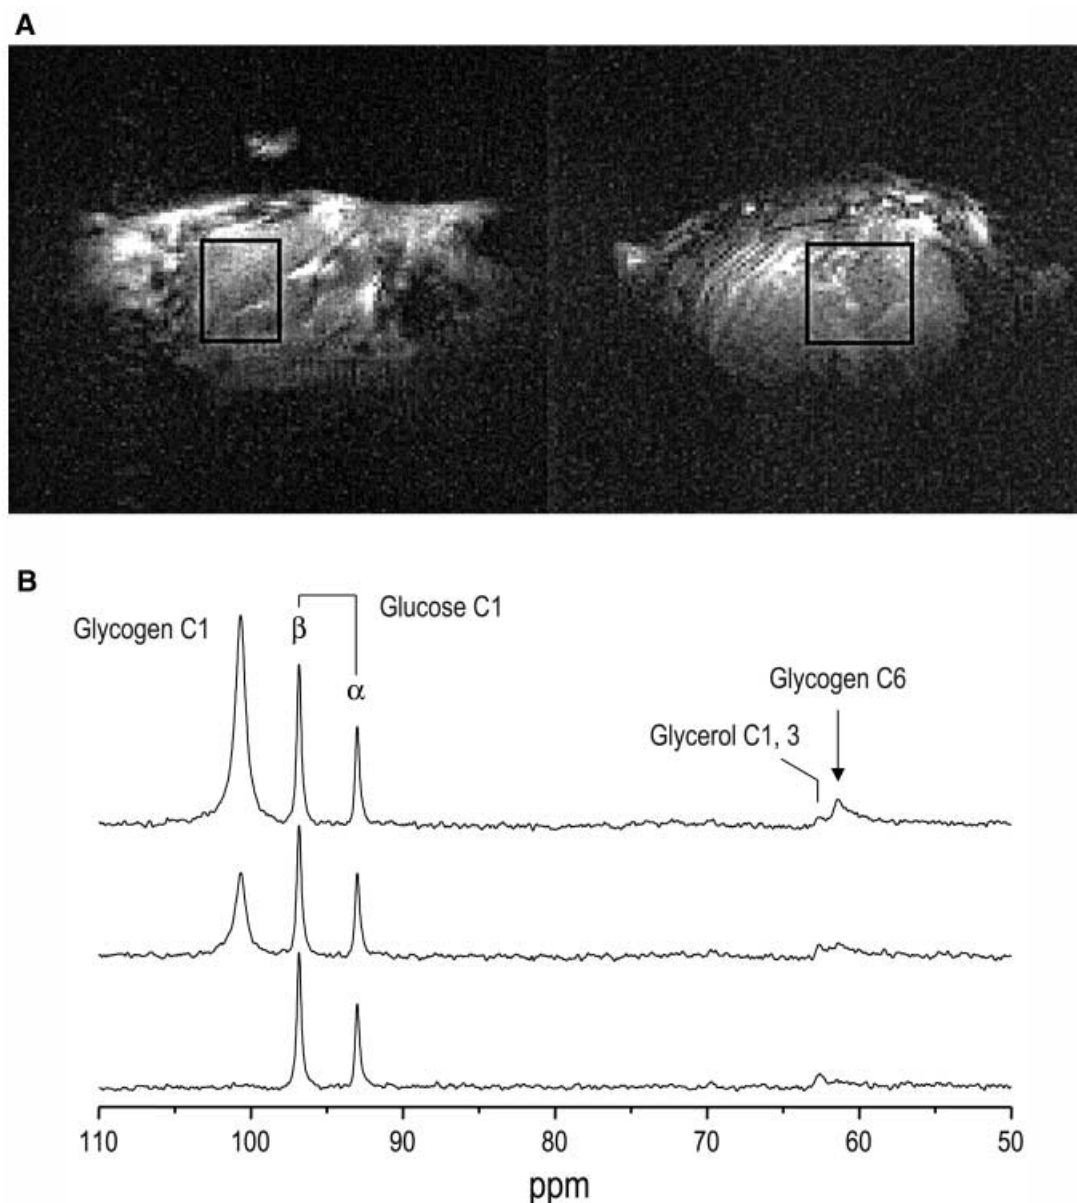 A
B
Glycogen C1
β
Glucose C1
α
Glycogen C6
Glycerol C1, 3
110
100
90
80
70
60
50
ppm